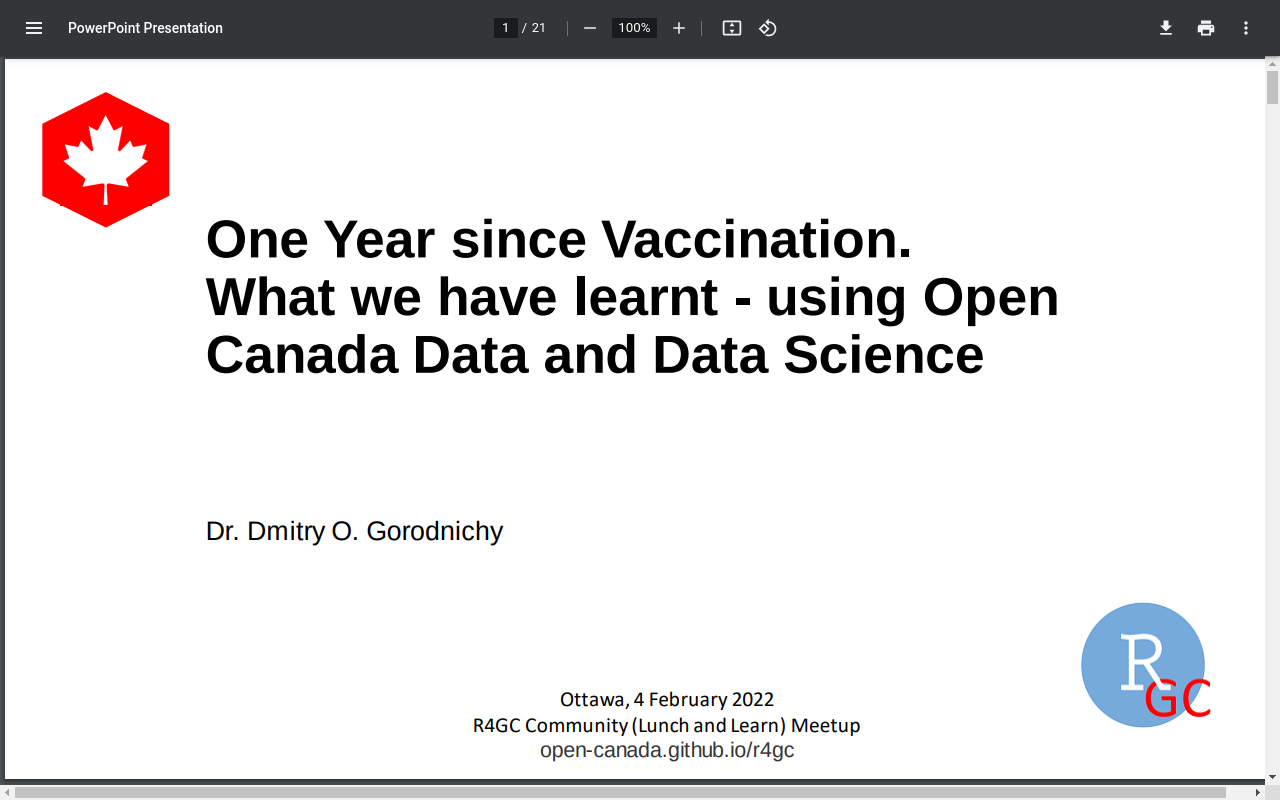 PowerPoint Presentation
1 / 21
100%
One Year since Vaccination.
What we have learnt - using Open
Canada Data and Data Science
Dr. Dmitry O. Gorodnichy
R
GC
Ottawa, 4 February 2022
R4GC Community (Lunch and Learn) Meetup
open-canada.github.io/r4gc